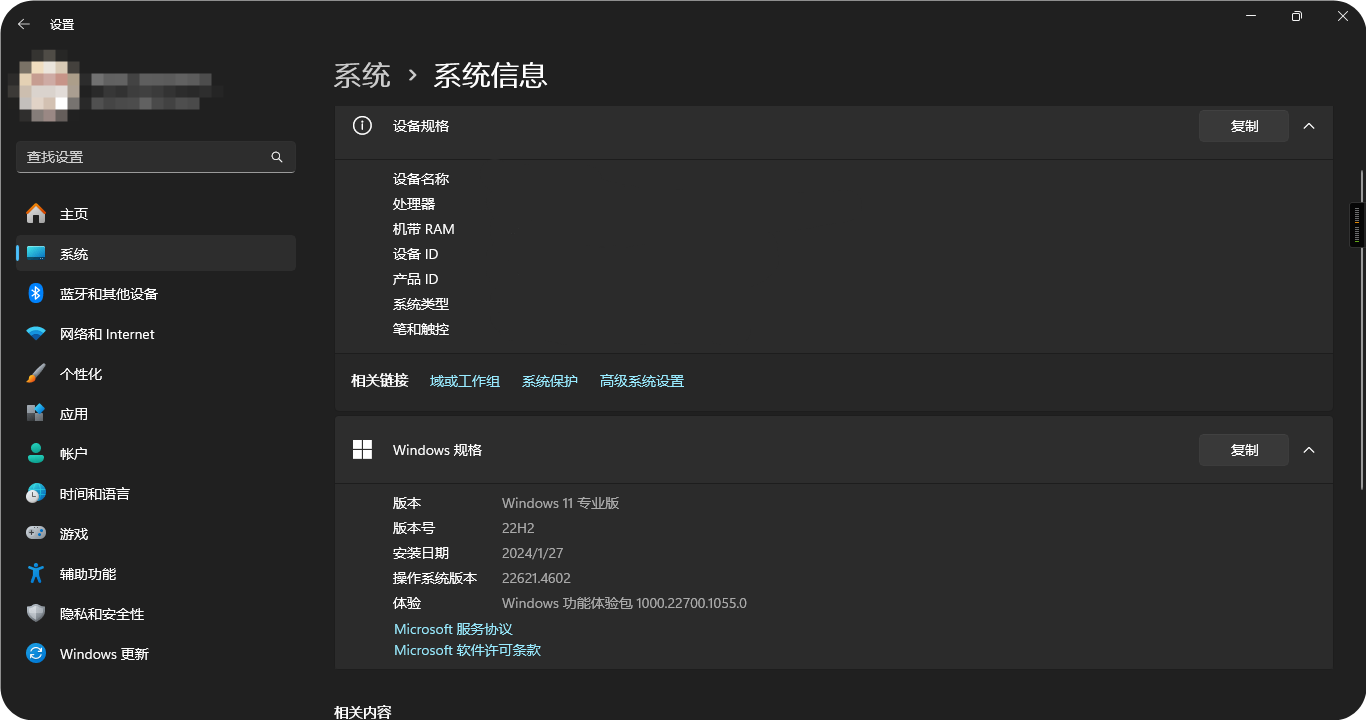 设置
系统 › 系统信息
查找设置
主页
系统
蓝牙和其他设备
网络和 Internet
个性化
应用
帐户
时间和语言
游戏
辅助功能
隐私和安全性
Windows 更新
设备规格 复制
设备名称
处理器
机带 RAM
设备 ID
产品 ID
系统类型
笔和触控
相关链接 域或工作组 系统保护 高级系统设置
Windows 规格 复制
版本 Windows 11 专业版
版本号 22H2
安装日期 2024/1/27
操作系统版本 22621.4602
体验 Windows 功能体验包 1000.22700.1055.0
Microsoft 服务协议
Microsoft 软件许可条款
相关内容